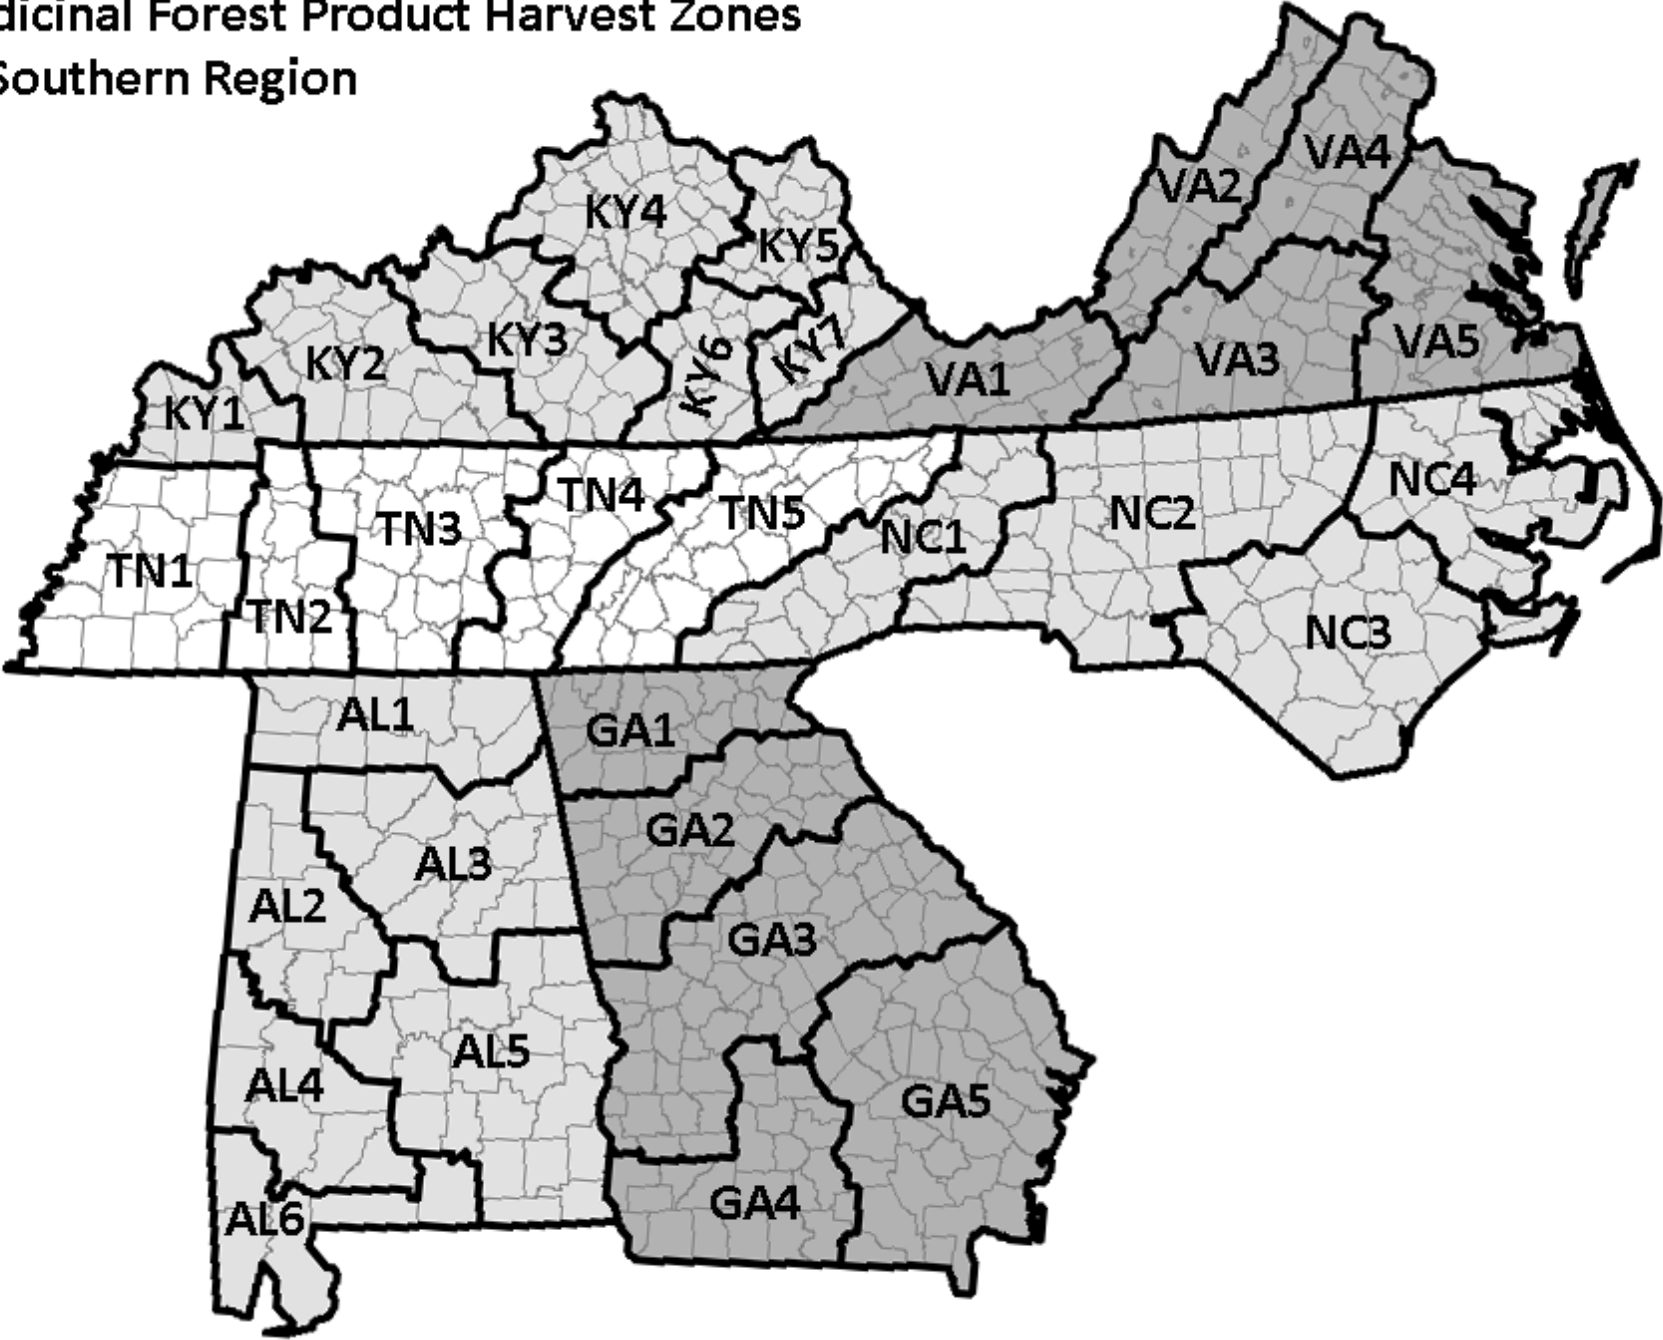 dicinal Forest Product Harvest Zones
Southern Region
VA4
VA2
KY4
KY5
KY3
KY7
KY6
KY2
VA1
VA3
VA5
KY1
TN4
NC4
TN5
NC2
TN3
NC1
TN1
TN2
NC3
AL1
GA1
GA2
AL3
AL2
GA3
AL5
AL4
GA5
GA4
AL6